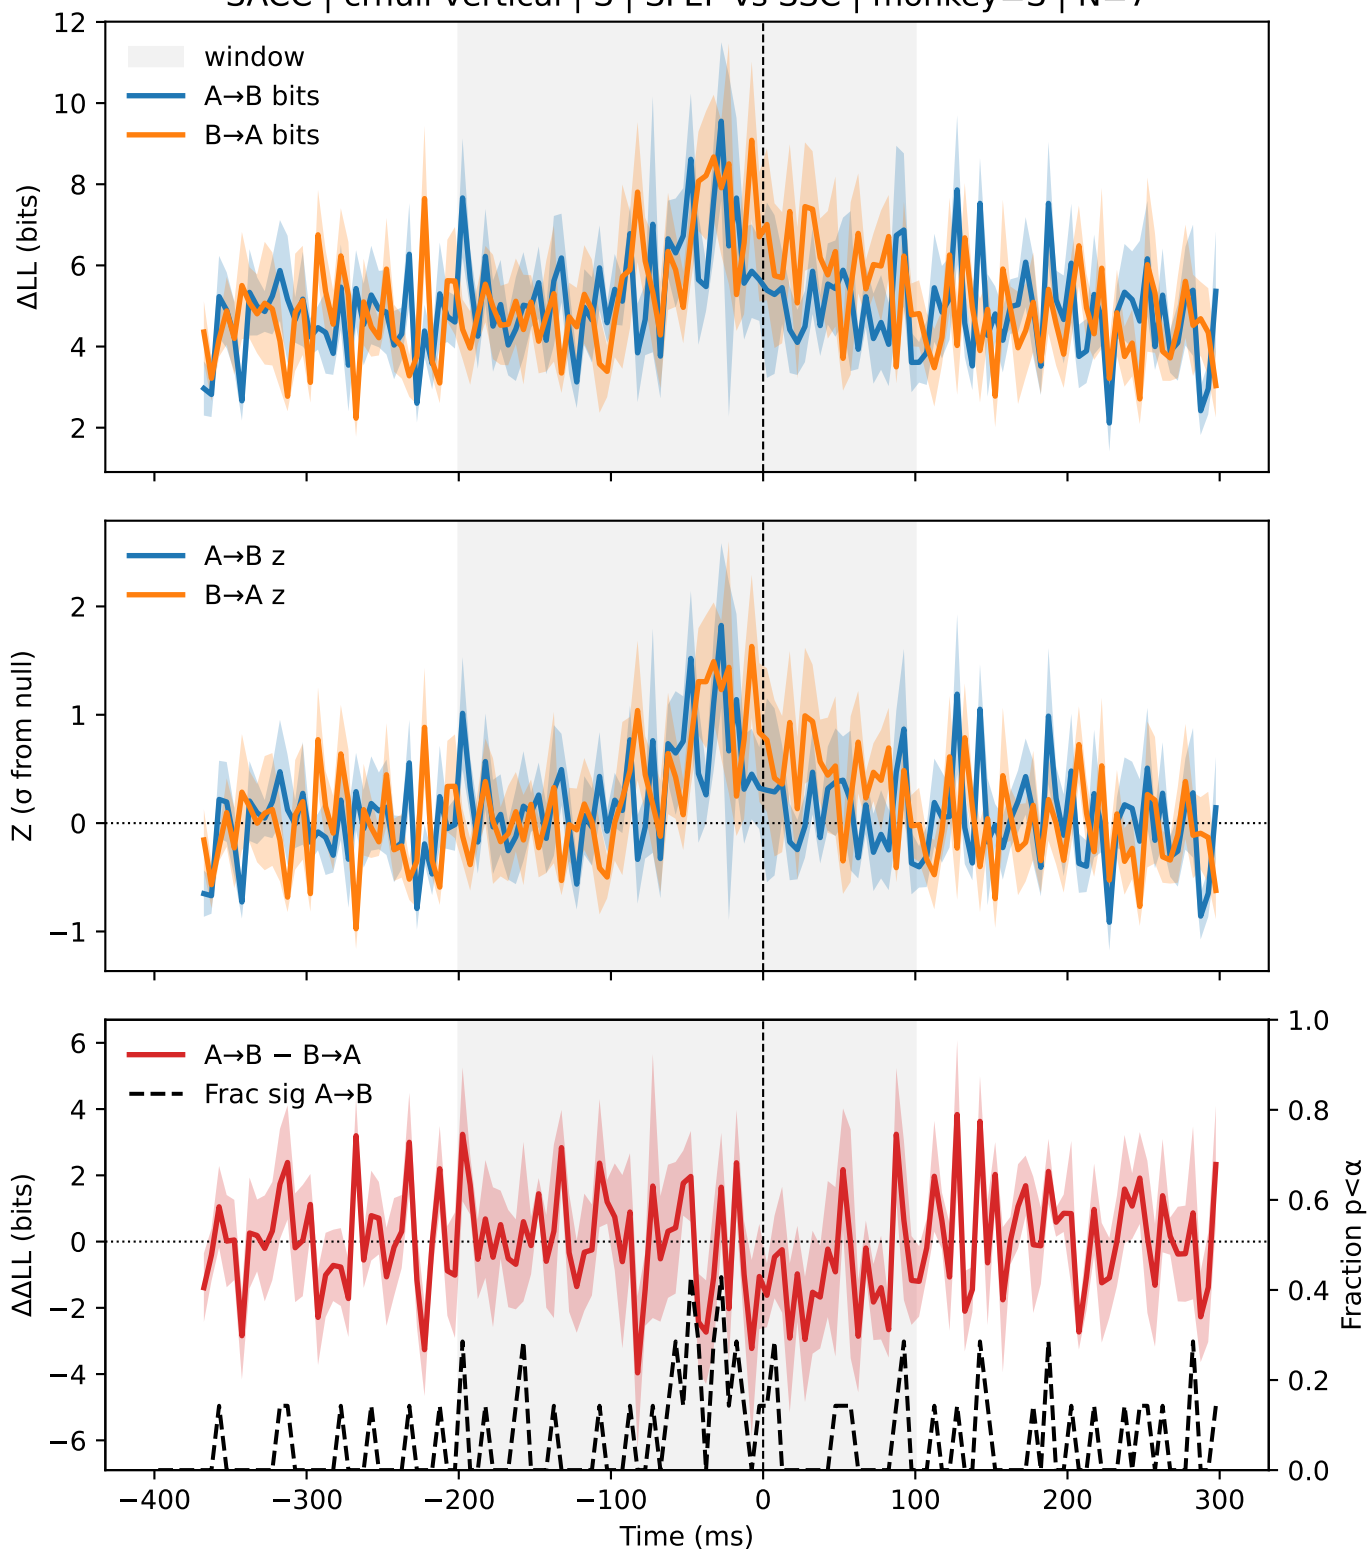 12
10
8
6
4
2
ΔLL (bits)
window
A→B bits
B→A bits
2
1
0
−1
Z (σ from null)
A→B z
B→A z
6
4
2
0
−2
−4
−6
ΔΔLL (bits)
A→B − B→A
Frac sig A→B
1.0
0.8
0.6
0.4
0.2
0.0
Fraction p<α
−400 −300 −200 −100 0 100 200 300
Time (ms)